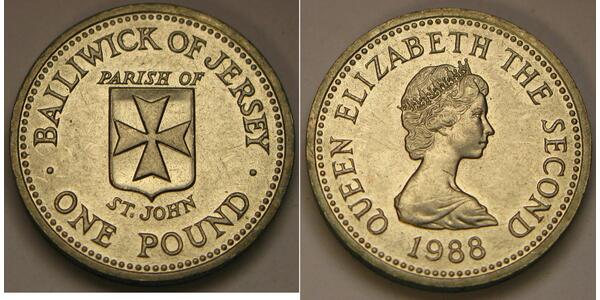 BAILIWICK OF JERSEY
PARISH OF
ST. JOHN
· ONE POUND ·
QUEEN ELIZABETH THE SECOND
1988